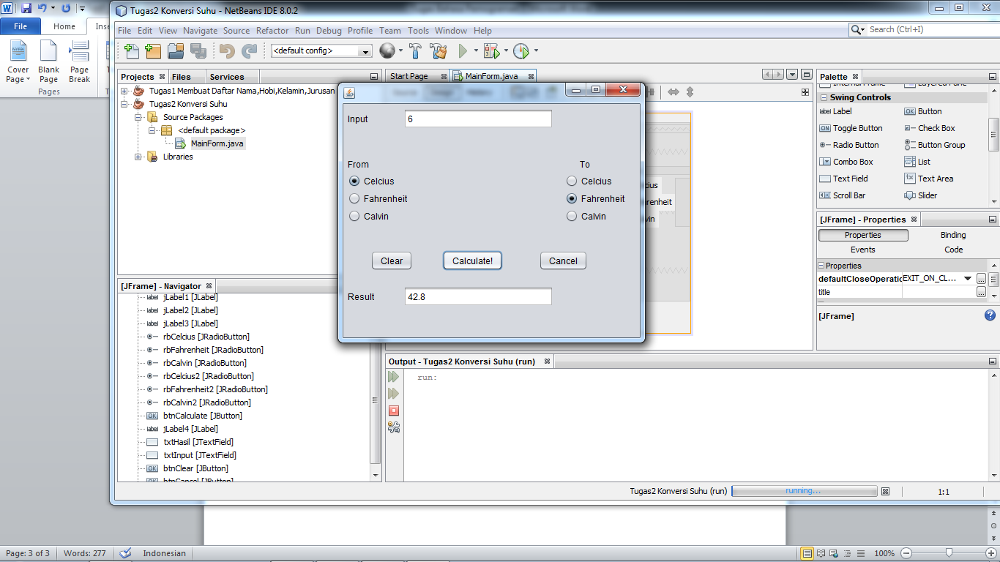 Tugas2 Konversi Suhu - NetBeans IDE 8.0.2
File Edit View Navigate Source Refactor Run Debug Profile Team Tools Window Help
Search (Ctrl+I)
<default config>
File Home
Cover Page
Blank Page
Page Break
Pages
Projects Files Services
Tugas1 Membuat Daftar Nama,Hobi,Kelamin,Jurusan
Tugas2 Konversi Suhu
Source Packages
<default package>
MainForm.java
Libraries
[JFrame] - Navigator
jLabel1 [JLabel]
jLabel2 [JLabel]
jLabel3 [JLabel]
rbCelcius [JRadioButton]
rbFahrenheit [JRadioButton]
rbCalvin [JRadioButton]
rbCelcius2 [JRadioButton]
rbFahrenheit2 [JRadioButton]
rbCalvin2 [JRadioButton]
btnCalculate [JButton]
jLabel4 [JLabel]
txtHasil [JTextField]
txtInput [JTextField]
btnClear [JButton]
btnCancel [JButton]
Start Page MainForm.java
Input 6
From To
Celcius Celcius
Fahrenheit Fahrenheit
Calvin Calvin
Clear Calculate! Cancel
Result 42.8
Output - Tugas2 Konversi Suhu (run)
run:
Palette
Swing Controls
label Label OK Button
ON Toggle Button Check Box
Radio Button Button Group
Combo Box List
Text Field Text Area
Scroll Bar Slider
[JFrame] - Properties
Properties Binding
Events Code
Properties
defaultCloseOperatio EXIT_ON_CL... ...
title ...
[JFrame]
Tugas2 Konversi Suhu (run) running... 1:1
Page: 3 of 3 Words: 277 Indonesian 100%